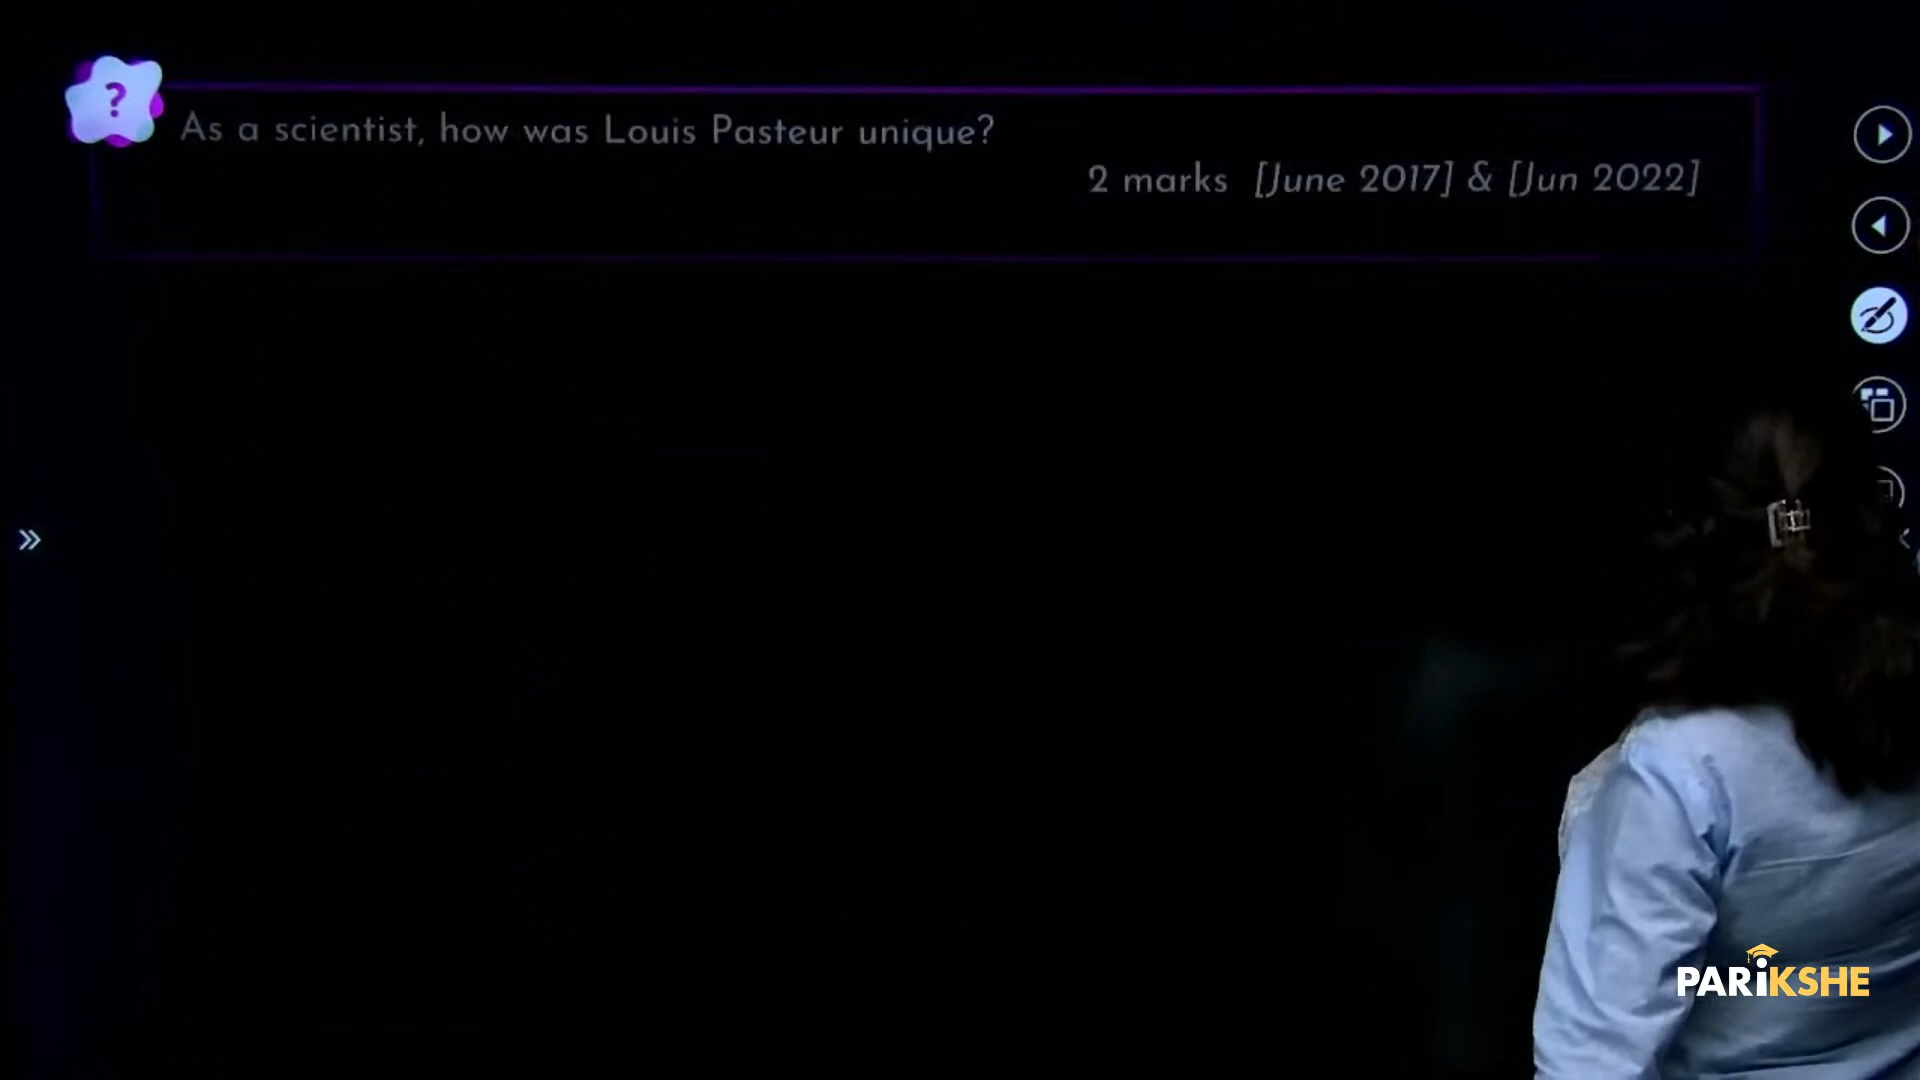 ?
As a scientist, how was Louis Pasteur unique?
2 marks [June 2017] & [Jun 2022]
PARiKSHE